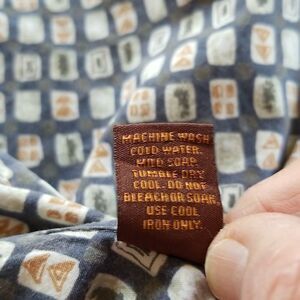 MACHINE WASH
COLD WATER.
MILD SOAP.
TUMBLE DRY
COOL. DO NOT
BLEACH OR SOAK.
USE COOL
IRON ONLY.